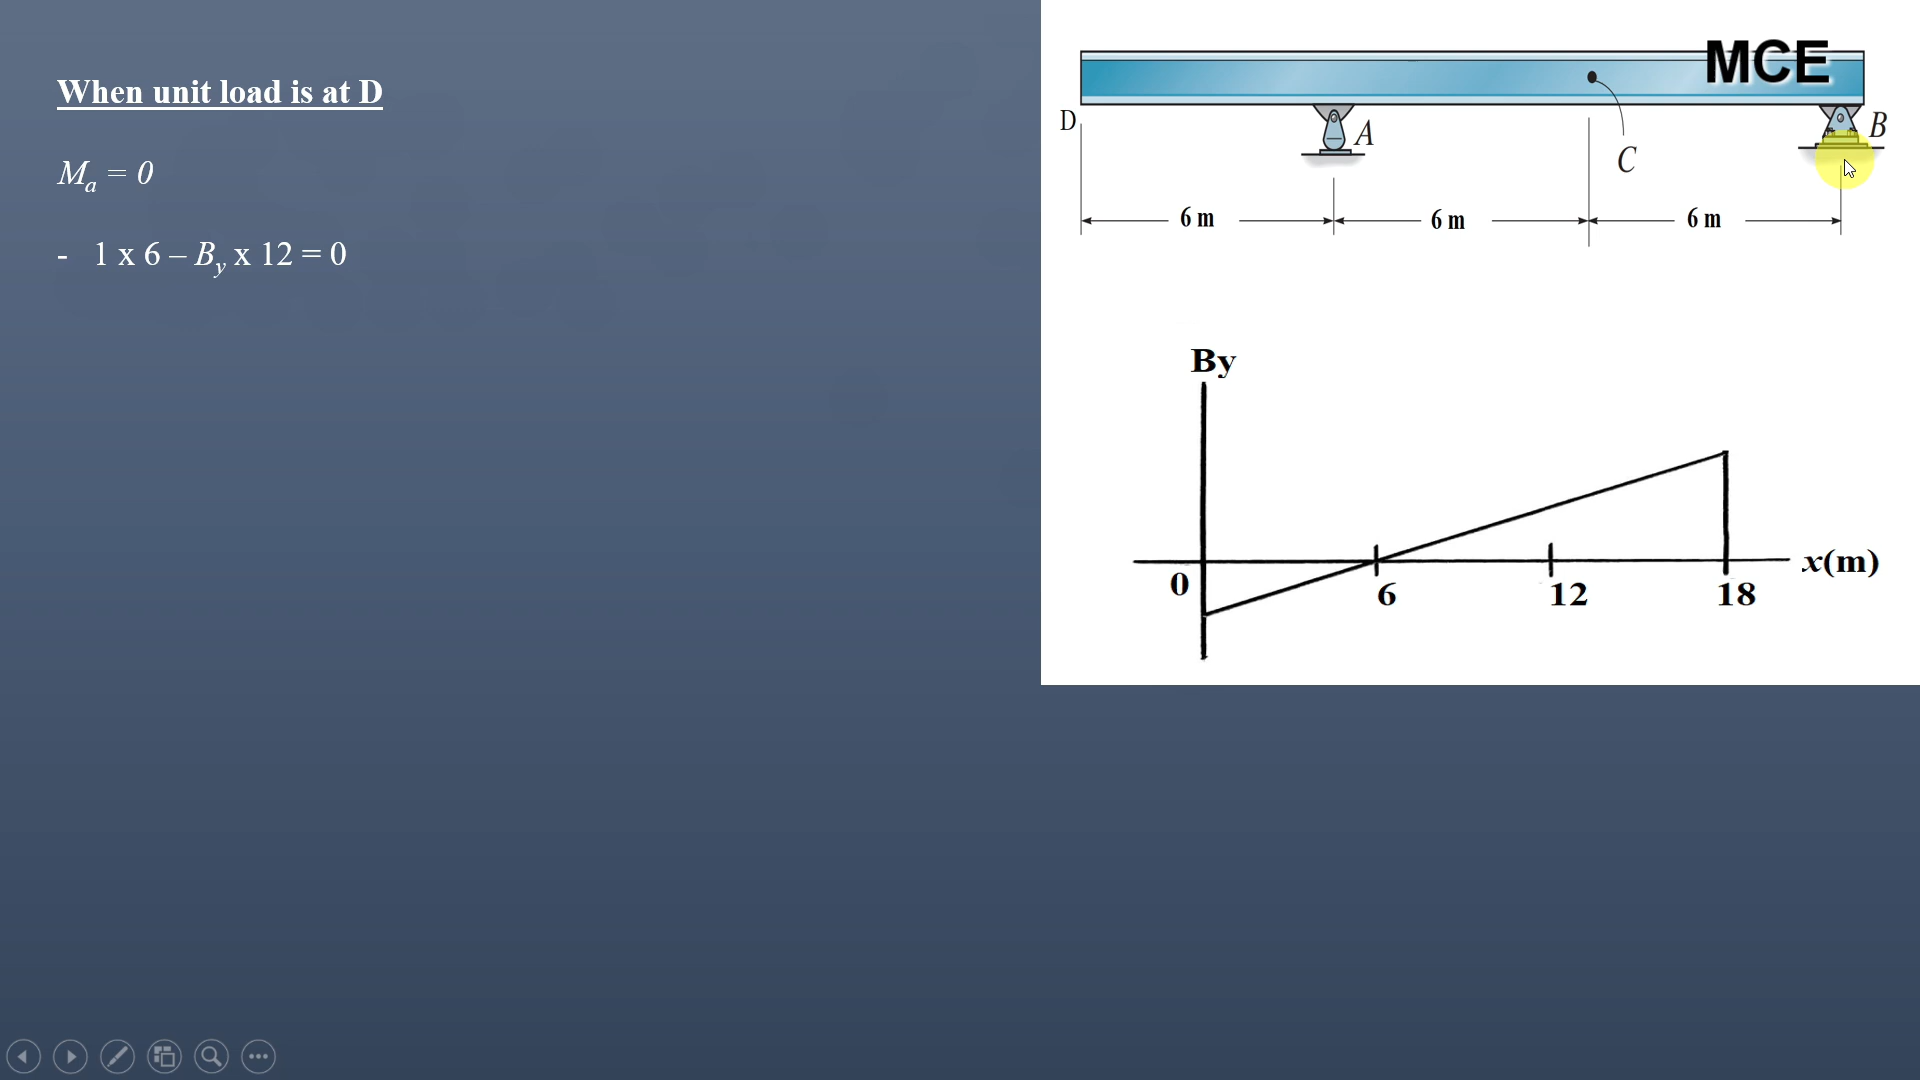 When unit load is at D
Ma = 0
- 1 x 6 – By x 12 = 0
MCE
D
A
C
B
6 m
6 m
6 m
By
0
6
12
18
x(m)